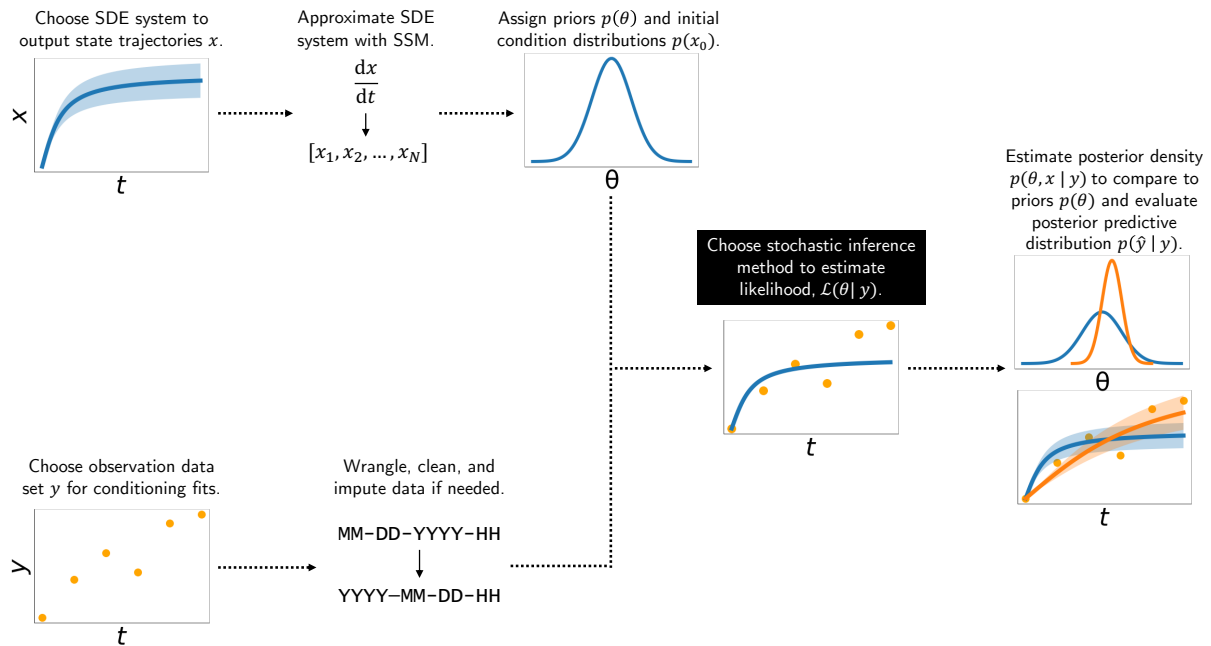 Choose SDE system to
output state trajectories x.
x
t
Approximate SDE
system with SSM.
dx
dt
[x₁, x₂, …, x_N]
Assign priors p(θ) and initial
condition distributions p(x₀).
θ
Choose observation data
set y for conditioning fits.
y
t
Wrangle, clean, and
impute data if needed.
MM-DD-YYYY-HH
YYYY–MM-DD-HH
Choose stochastic inference
method to estimate
likelihood, ℒ(θ| y).
t
Estimate posterior density
p(θ, x | y) to compare to
priors p(θ) and evaluate
posterior predictive
distribution p(ŷ | y).
θ
t